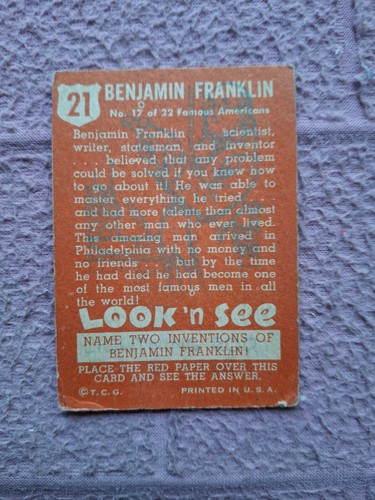 21
BENJAMIN FRANKLIN
No. 17 of 22 Famous Americans
Benjamin Franklin . . . . scientist,
writer, statesman, and inventor
. . . . believed that any problem
could be solved if you knew how
to go about it! He was able to
master everything he tried . . . .
and had more talents than almost
any other man who ever lived.
This amazing man arrived in
Philadelphia with no money and
no friends . . . but by the time
he had died he had become one
of the most famous men in all
the world!
LOOK 'n SEE
NAME TWO INVENTIONS OF
BENJAMIN FRANKLIN!
PLACE THE RED PAPER OVER THIS
CARD AND SEE THE ANSWER.
© T.C.G. PRINTED IN U.S.A.